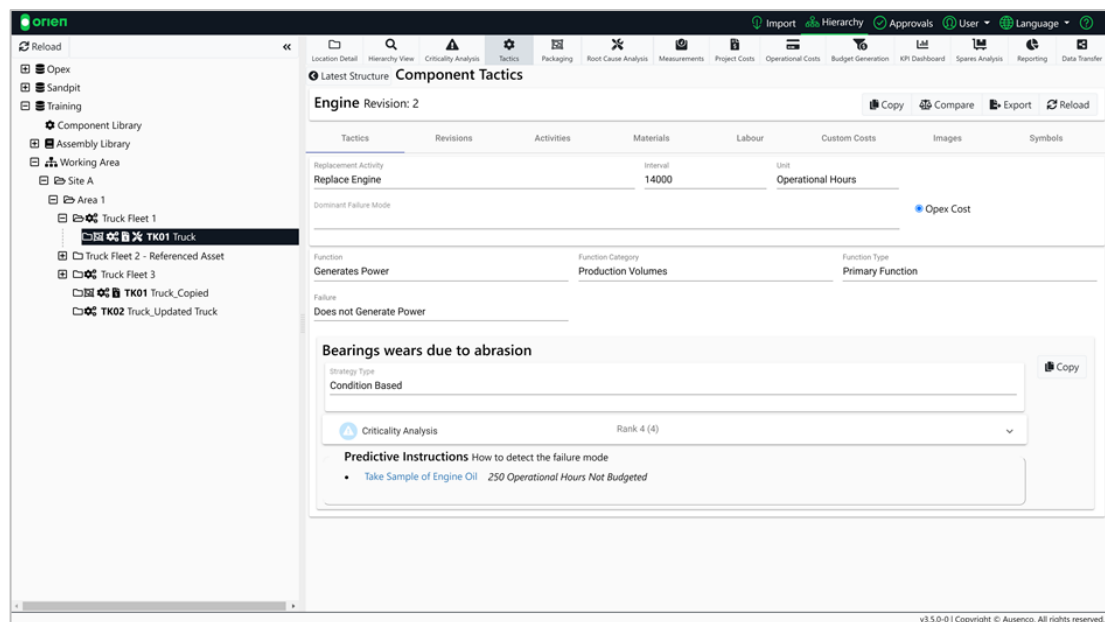 orien
Import Hierarchy Approvals User Language
Reload
Location Detail Hierarchy View Criticality Analysis Tactics Packaging Root Cause Analysis Measurements Project Costs Operational Costs Budget Generation KPI Dashboard Spares Analysis Reporting Data Transfer
Opex
Sandpit
Training
Component Library
Assembly Library
Working Area
Site A
Area 1
Truck Fleet 1
TK01 Truck
Truck Fleet 2 - Referenced Asset
Truck Fleet 3
TK01 Truck_Copied
TK02 Truck_Updated Truck
Latest Structure Component Tactics
Engine Revision: 2
Copy Compare Export Reload
Tactics Revisions Activities Materials Labour Custom Costs Images Symbols
Replacement Activity Interval Unit
Replace Engine 14000 Operational Hours
Dominant Failure Mode
Opex Cost
Function Function Category Function Type
Generates Power Production Volumes Primary Function
Failure
Does not Generate Power
Bearings wears due to abrasion
Copy
Strategy Type
Condition Based
Criticality Analysis Rank 4 (4)
Predictive Instructions How to detect the failure mode
• Take Sample of Engine Oil 250 Operational Hours Not Budgeted
v3.5.0-0 | Copyright © Ausenco. All rights reserved.